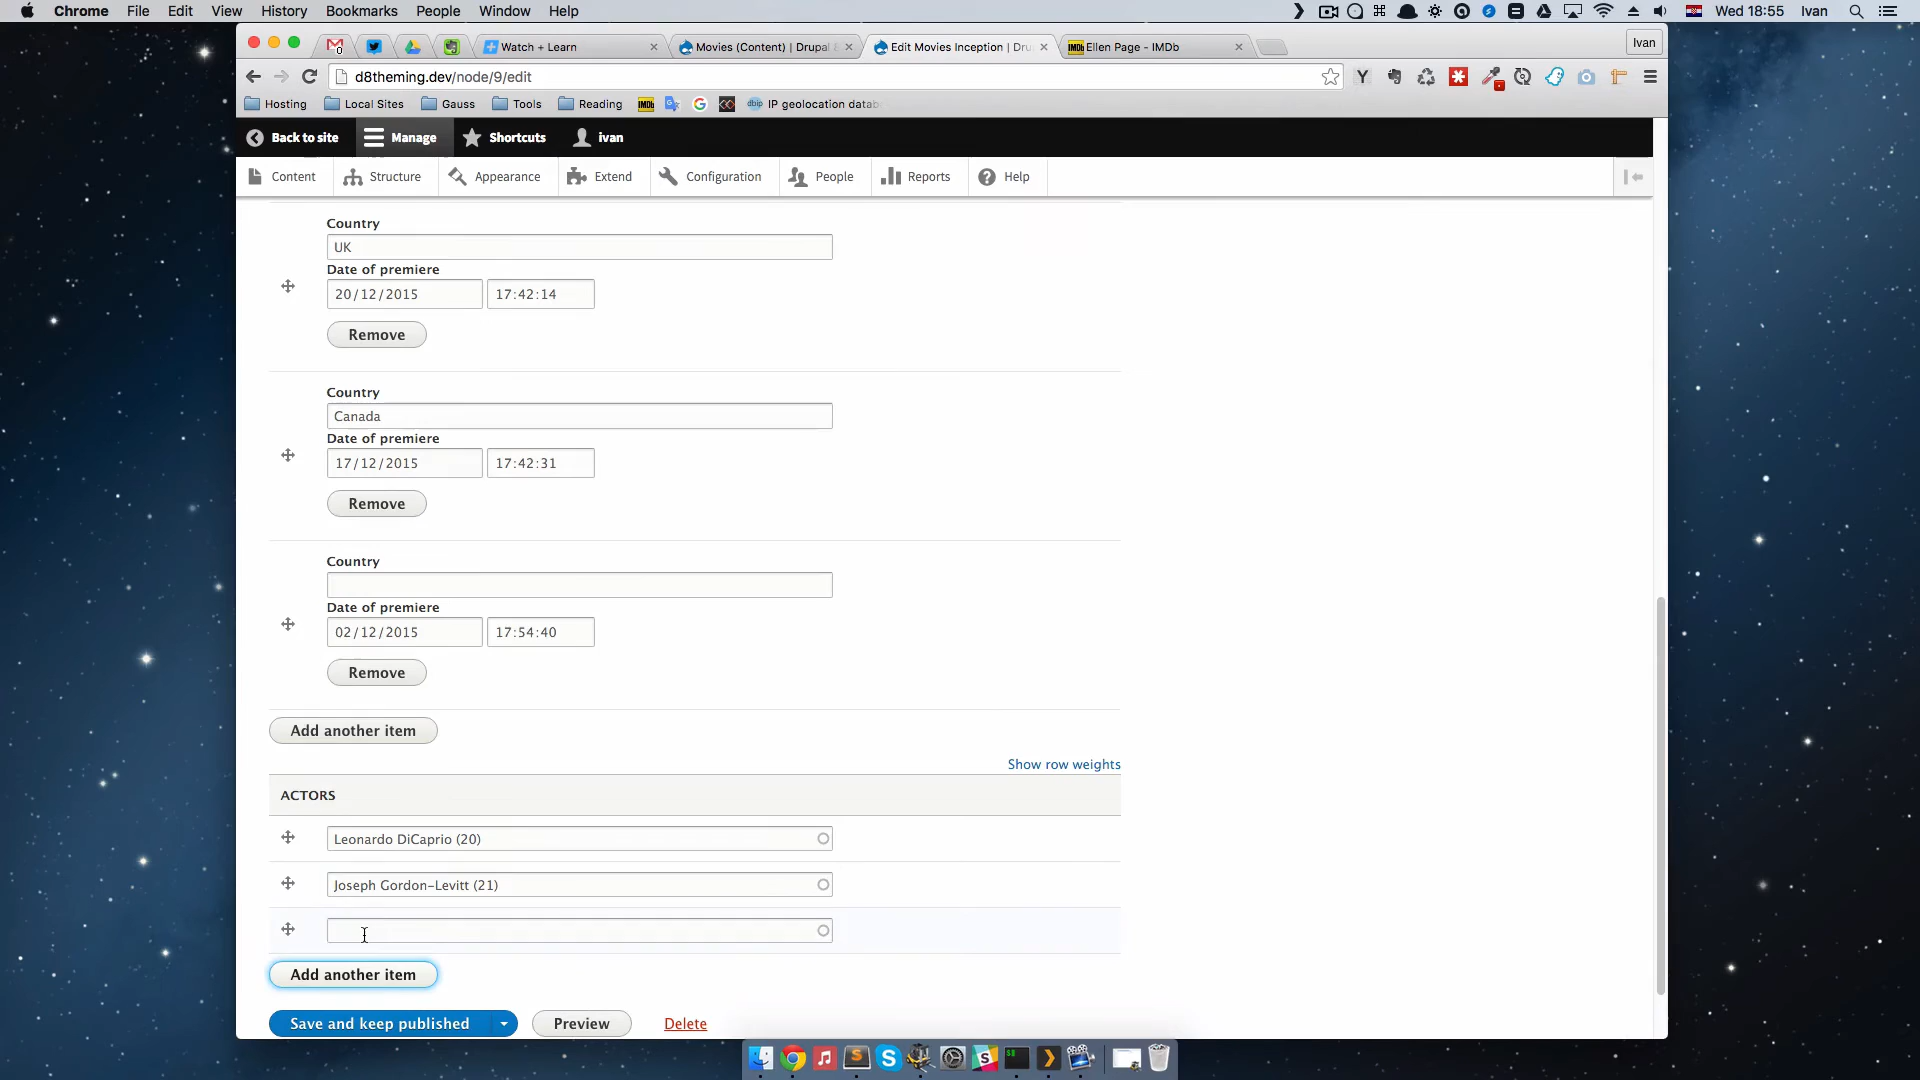 Chrome File Edit View History Bookmarks People Window Help
Wed 18:55 Ivan
Watch + Learn
Movies (Content) | Drupal
Edit Movies Inception | Dru
IMDb Ellen Page - IMDb
Ivan
d8theming.dev/node/9/edit
Hosting Local Sites Gauss Tools Reading IMDb dbip IP geolocation datab
Back to site Manage Shortcuts ivan
Content Structure Appearance Extend Configuration People Reports Help
Country
UK
Date of premiere
20/12/2015 17:42:14
Remove
Country
Canada
Date of premiere
17/12/2015 17:42:31
Remove
Country
Date of premiere
02/12/2015 17:54:40
Remove
Add another item
Show row weights
ACTORS
Leonardo DiCaprio (20)
Joseph Gordon-Levitt (21)
Add another item
Save and keep published Preview Delete